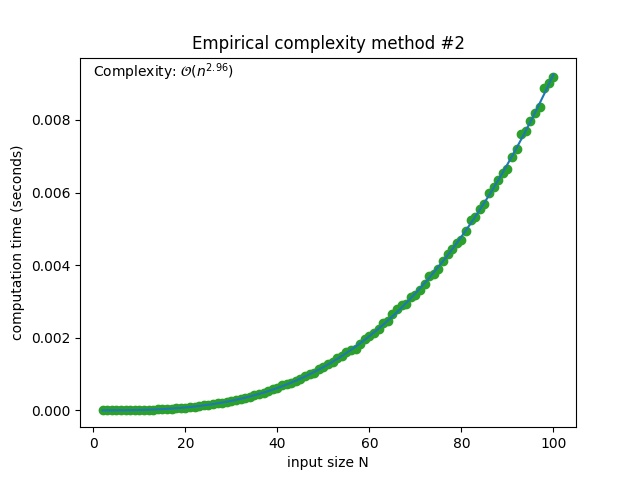 Empirical complexity method #2
Complexity: 𝒪(n^2.96)
computation time (seconds)
0.008
0.006
0.004
0.002
0.000
0 20 40 60 80 100
input size N